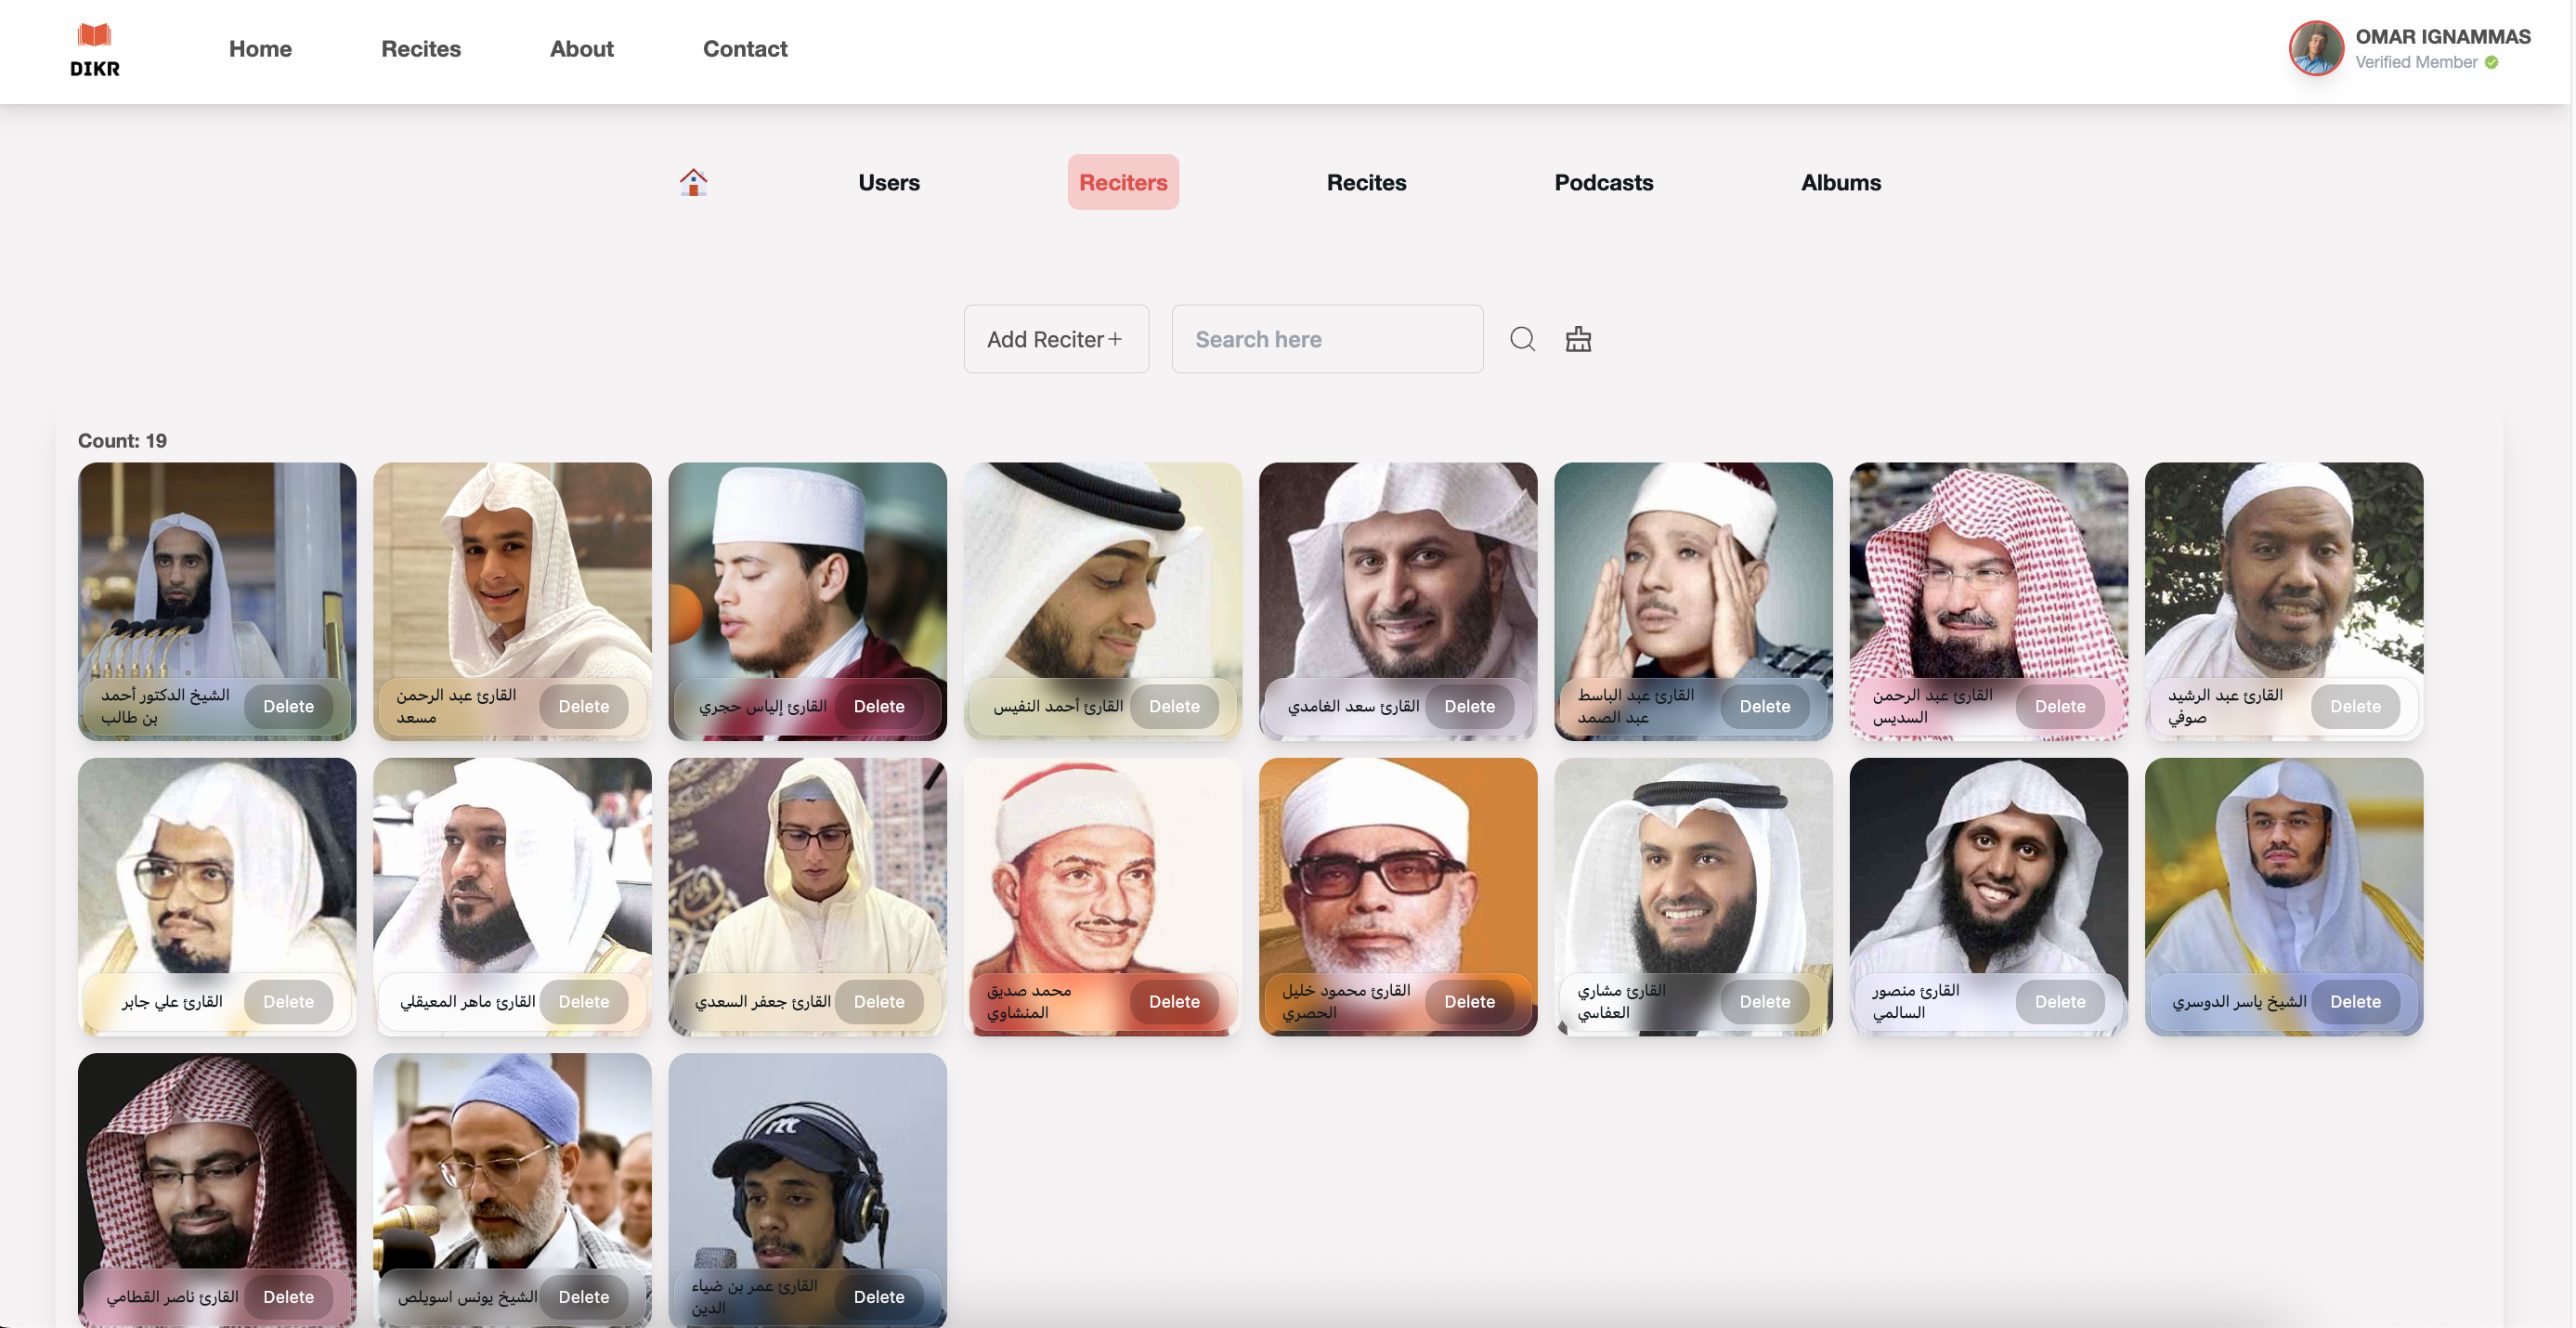 DIKR
Home
Recites
About
Contact
OMAR IGNAMMAS
Verified Member
Users
Reciters
Recites
Podcasts
Albums
Add Reciter+
Search here
Count: 19
الشيخ الدكتور أحمد
بن طالب
Delete
القارئ عبد الرحمن
مسعد
Delete
القارئ إلياس حجري
Delete
القارئ أحمد النفيس
Delete
القارئ سعد الغامدي
Delete
القارئ عبد الباسط
عبد الصمد
Delete
القارئ عبد الرحمن
السديس
Delete
القارئ عبد الرشيد
صوفي
Delete
القارئ علي جابر
Delete
القارئ ماهر المعيقلي
Delete
القارئ جعفر السعدي
Delete
محمد صديق
المنشاوي
Delete
القارئ محمود خليل
الحصري
Delete
القارئ مشاري
العفاسي
Delete
القارئ منصور
السالمي
Delete
الشيخ ياسر الدوسري
Delete
القارئ ناصر القطامي
Delete
الشيخ يونس اسويلص
Delete
القارئ عمر بن ضياء
الدين
Delete